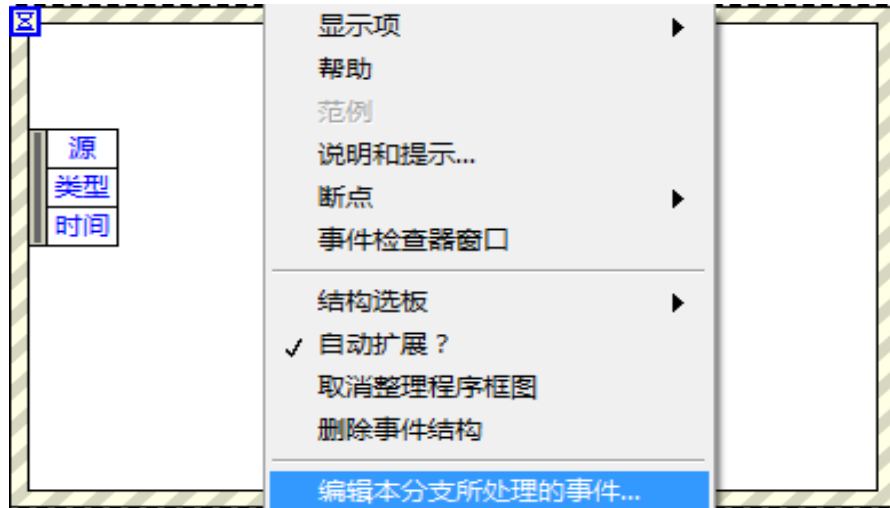 显示项
帮助
范例
说明和提示...
断点
事件检查器窗口
结构选板
自动扩展？
取消整理程序框图
删除事件结构
编辑本分支所处理的事件...
源
类型
时间